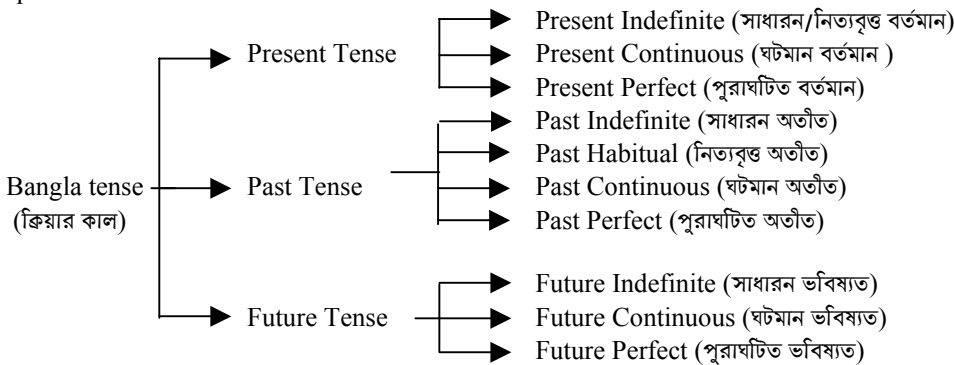 Present Indefinite (সাধারন/নিত্যবৃত্ত বর্তমান)
Present Tense Present Continuous (ঘটমান বর্তমান )
Present Perfect (পুরাঘটিত বর্তমান)
Past Indefinite (সাধারন অতীত)
Past Habitual (নিত্যবৃত্ত অতীত)
Bangla tense Past Tense Past Continuous (ঘটমান অতীত)
(ক্রিয়ার কাল) Past Perfect (পুরাঘটিত অতীত)
Future Indefinite (সাধারন ভবিষ্যত)
Future Tense Future Continuous (ঘটমান ভবিষ্যত)
Future Perfect (পুরাঘটিত ভবিষ্যত)